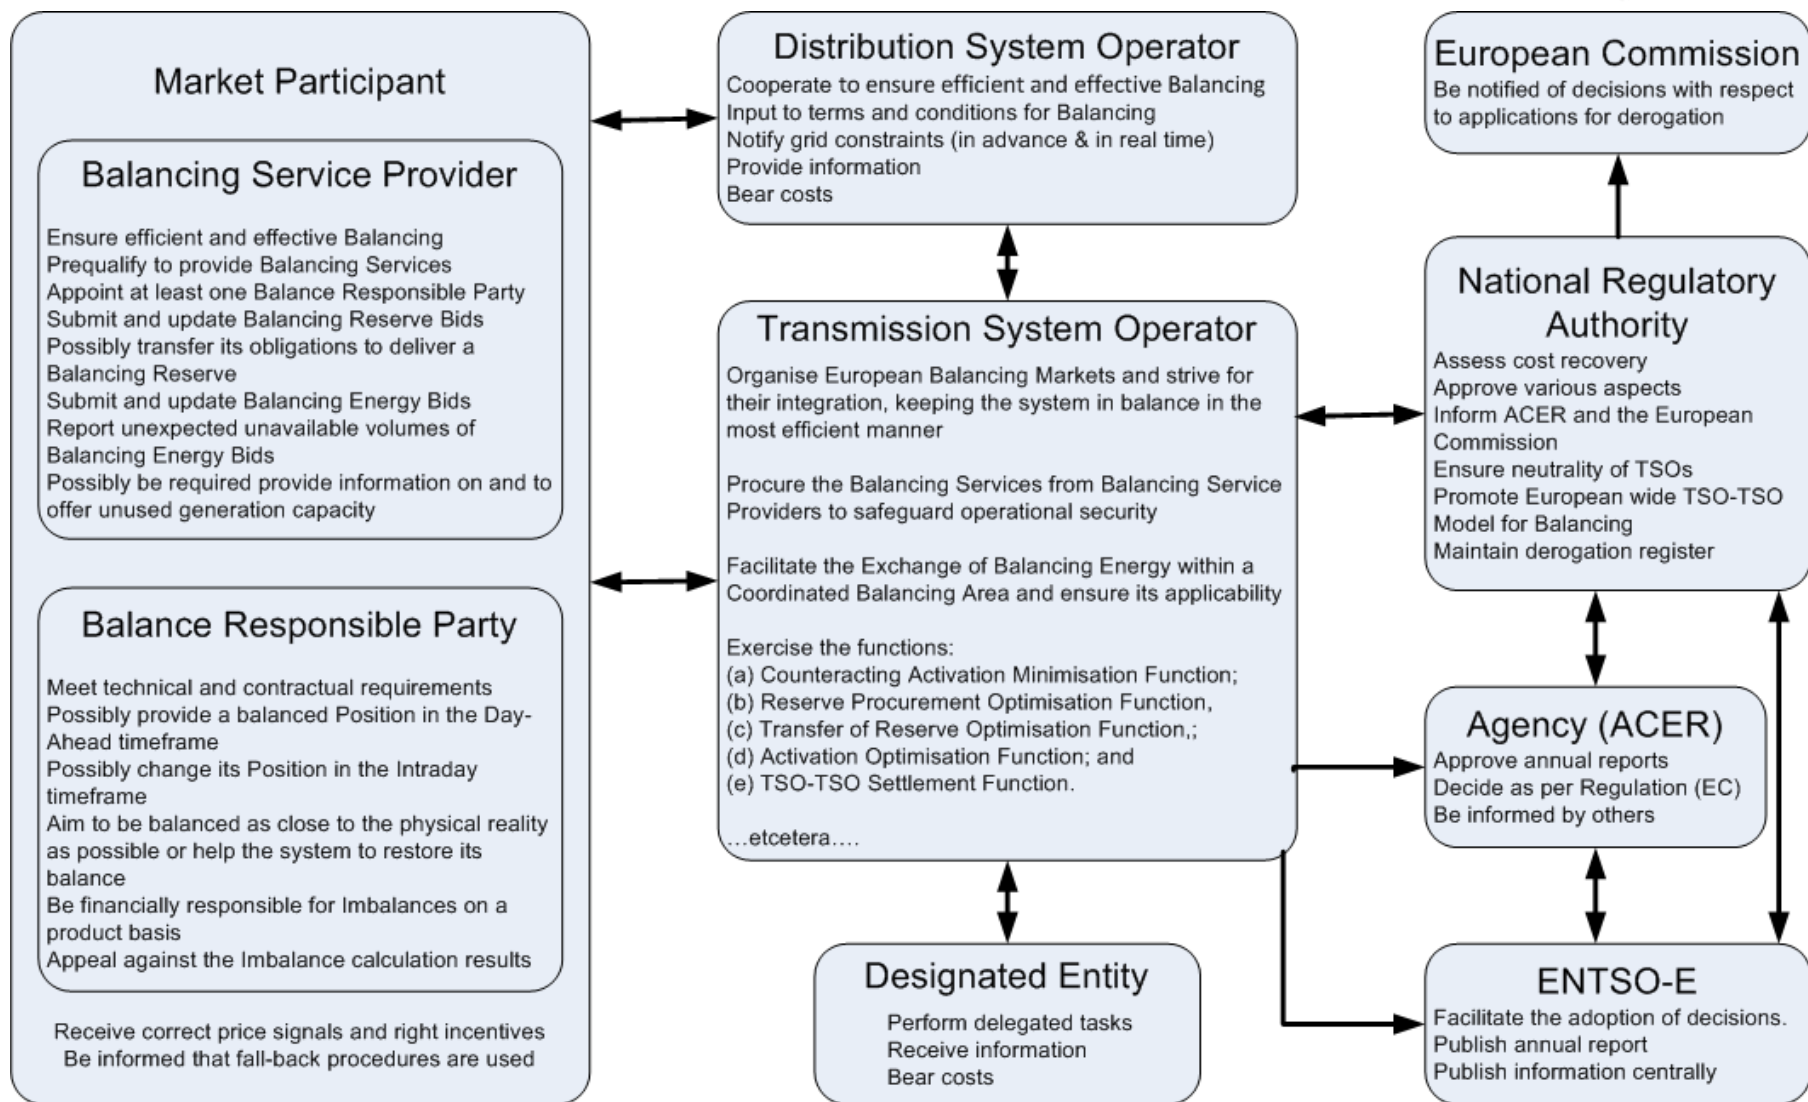 Market Participant
Balancing Service Provider
Ensure efficient and effective Balancing
Prequalify to provide Balancing Services
Appoint at least one Balance Responsible Party
Submit and update Balancing Reserve Bids
Possibly transfer its obligations to deliver a
Balancing Reserve
Submit and update Balancing Energy Bids
Report unexpected unavailable volumes of
Balancing Energy Bids
Possibly be required provide information on and to
offer unused generation capacity
Balance Responsible Party
Meet technical and contractual requirements
Possibly provide a balanced Position in the Day-
Ahead timeframe
Possibly change its Position in the Intraday
timeframe
Aim to be balanced as close to the physical reality
as possible or help the system to restore its
balance
Be financially responsible for Imbalances on a
product basis
Appeal against the Imbalance calculation results
Receive correct price signals and right incentives
Be informed that fall-back procedures are used
Distribution System Operator
Cooperate to ensure efficient and effective Balancing
Input to terms and conditions for Balancing
Notify grid constraints (in advance & in real time)
Provide information
Bear costs
Transmission System Operator
Organise European Balancing Markets and strive for
their integration, keeping the system in balance in the
most efficient manner
Procure the Balancing Services from Balancing Service
Providers to safeguard operational security
Facilitate the Exchange of Balancing Energy within a
Coordinated Balancing Area and ensure its applicability
Exercise the functions:
(a) Counteracting Activation Minimisation Function;
(b) Reserve Procurement Optimisation Function,
(c) Transfer of Reserve Optimisation Function,;
(d) Activation Optimisation Function; and
(e) TSO-TSO Settlement Function.
...etcetera....
Designated Entity
Perform delegated tasks
Receive information
Bear costs
European Commission
Be notified of decisions with respect
to applications for derogation
National Regulatory
Authority
Assess cost recovery
Approve various aspects
Inform ACER and the European
Commission
Ensure neutrality of TSOs
Promote European wide TSO-TSO
Model for Balancing
Maintain derogation register
Agency (ACER)
Approve annual reports
Decide as per Regulation (EC)
Be informed by others
ENTSO-E
Facilitate the adoption of decisions.
Publish annual report
Publish information centrally